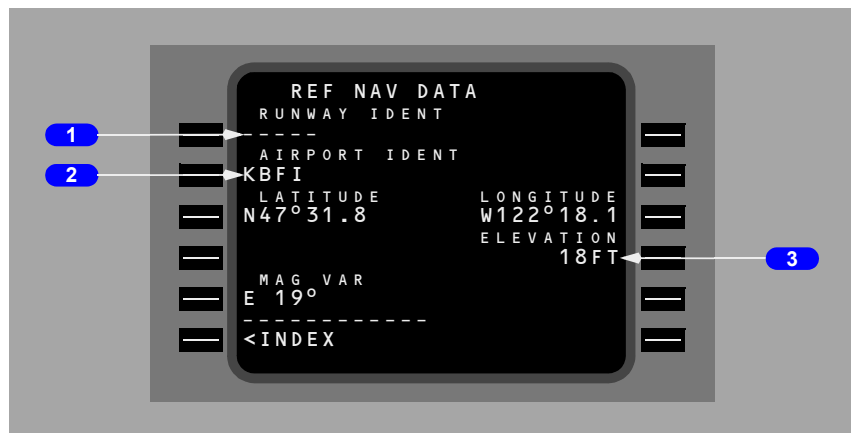 REF NAV DATA
RUNWAY IDENT
1 -----
AIRPORT IDENT
2 KBFI
LATITUDE LONGITUDE
N47°31.8 W122°18.1
ELEVATION
18FT 3
MAG VAR
E 19°
------------
<INDEX